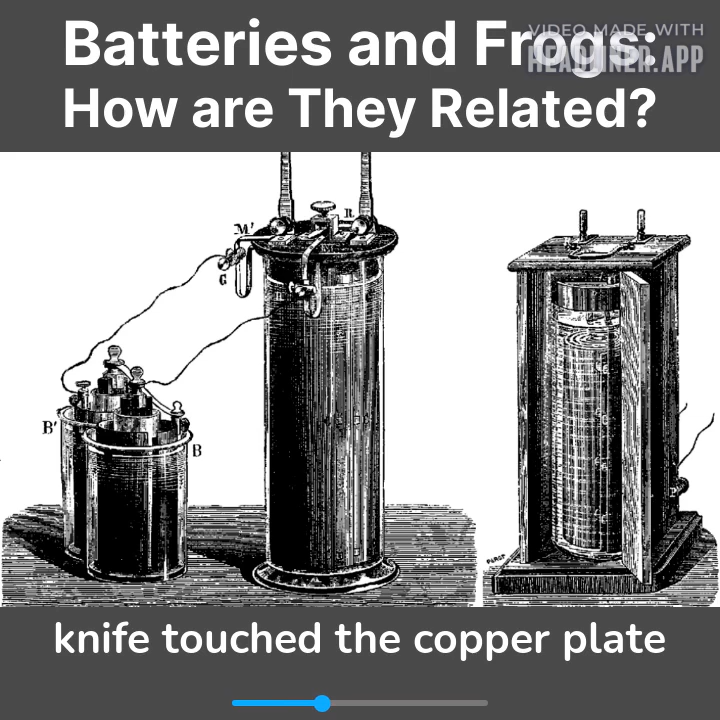 Batteries and Frogs:
VIDEO MADE WITH
HEADLINER.APP
How are They Related?
M'
R
G
B'
B
knife touched the copper plate